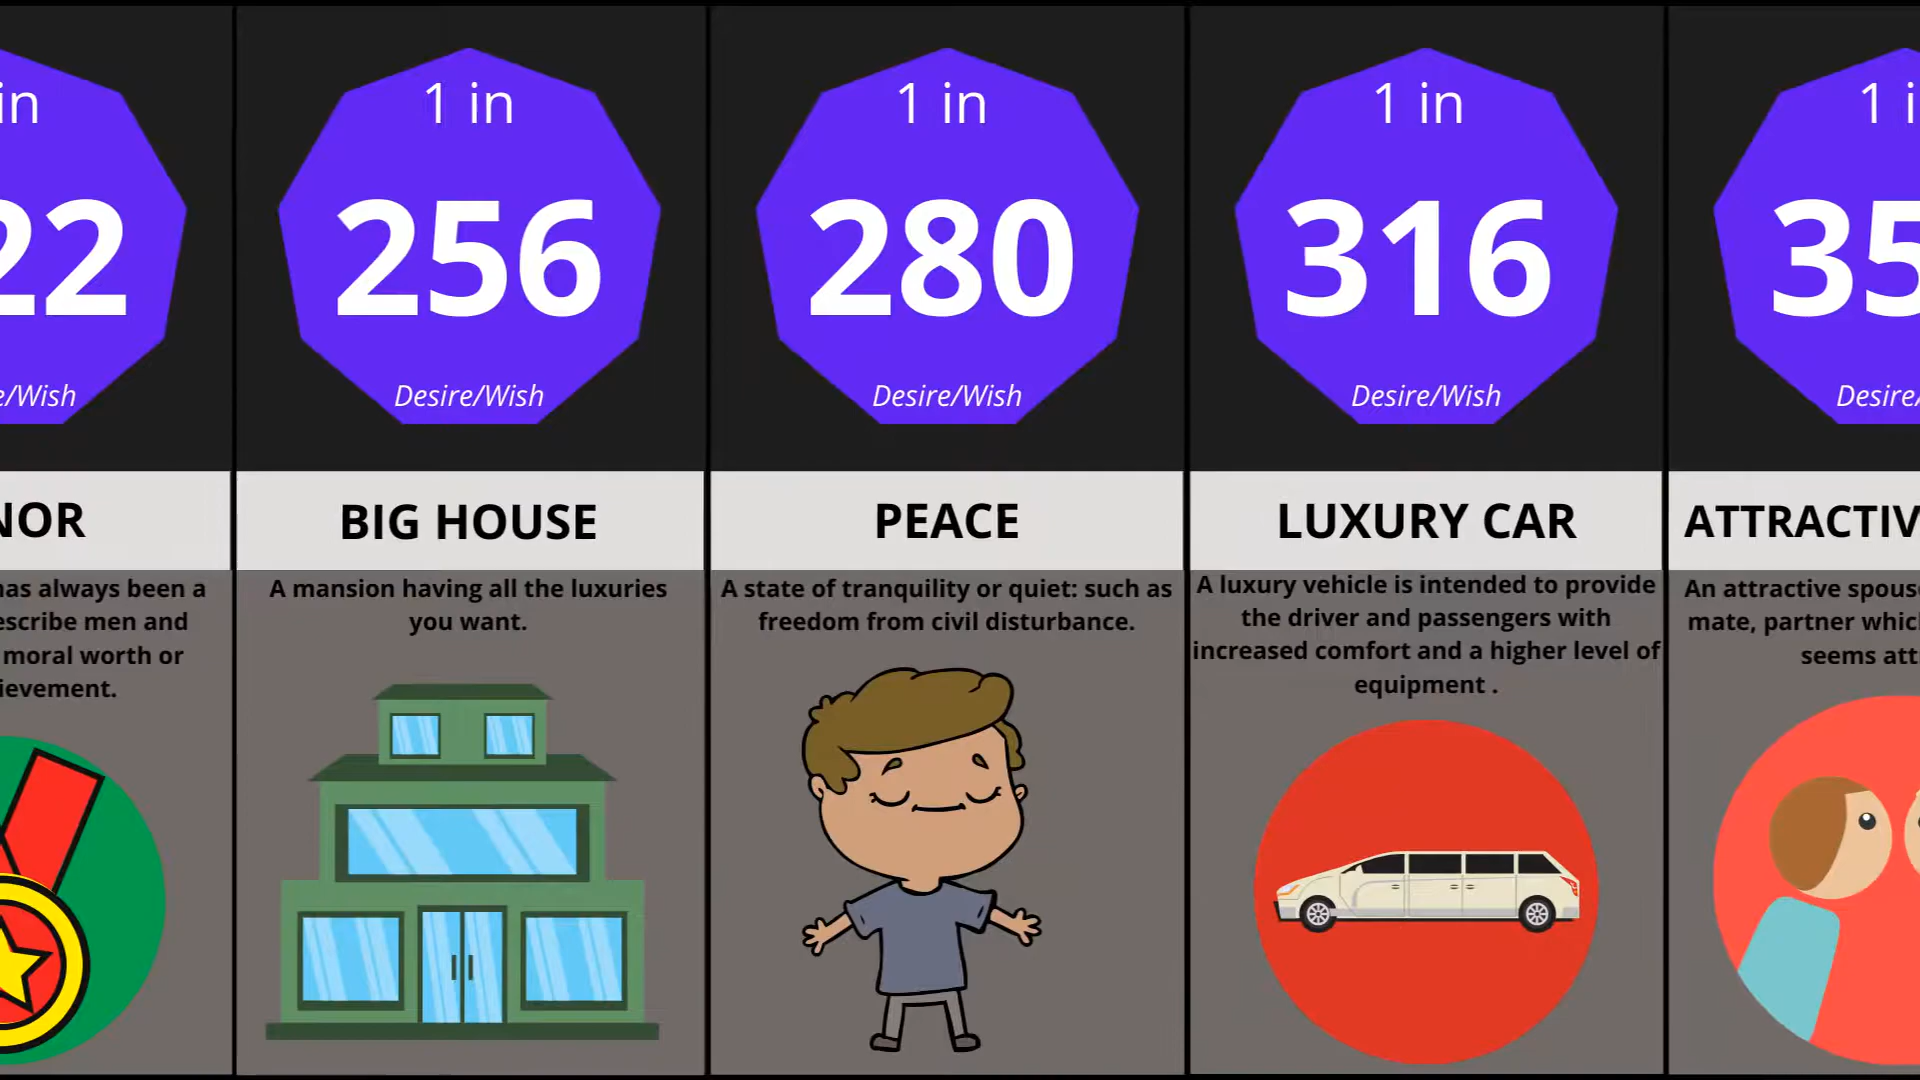 in
22
e/Wish
NOR
has always been a
escribe men and
moral worth or
ievement.
1 in
256
Desire/Wish
BIG HOUSE
A mansion having all the luxuries
you want.
1 in
280
Desire/Wish
PEACE
A state of tranquility or quiet: such as
freedom from civil disturbance.
1 in
316
Desire/Wish
LUXURY CAR
A luxury vehicle is intended to provide
the driver and passengers with
increased comfort and a higher level of
equipment .
1 i
35
Desire/
ATTRACTIV
An attractive spous
mate, partner whic
seems att